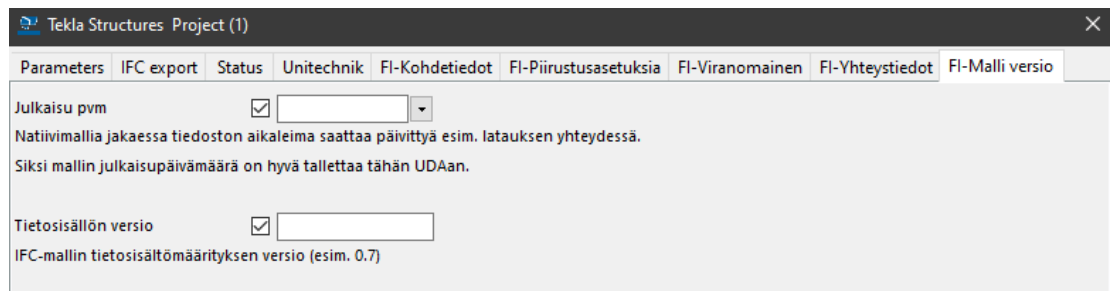 Tekla Structures Project (1)
Parameters IFC export Status Unitechnik FI-Kohdetiedot FI-Piirustusasetuksia FI-Viranomainen FI-Yhteystiedot FI-Malli versio
Julkaisu pvm
Natiivimallia jakaessa tiedoston aikaleima saattaa päivittyä esim. latauksen yhteydessä.
Siksi mallin julkaisupäivämäärä on hyvä tallettaa tähän UDAan.
Tietosisällön versio
IFC-mallin tietosisältömäärityksen versio (esim. 0.7)